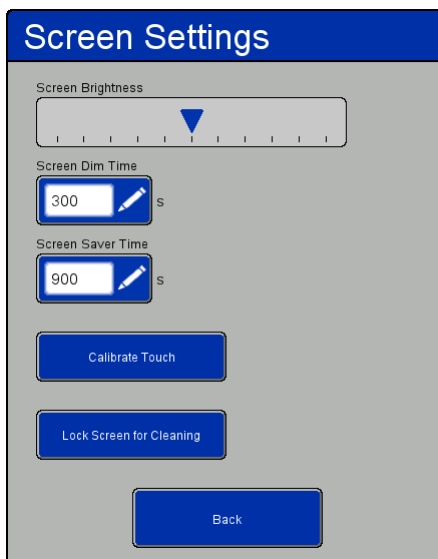 Screen Settings
Screen Brightness
Screen Dim Time
300 s
Screen Saver Time
900 s
Calibrate Touch
Lock Screen for Cleaning
Back